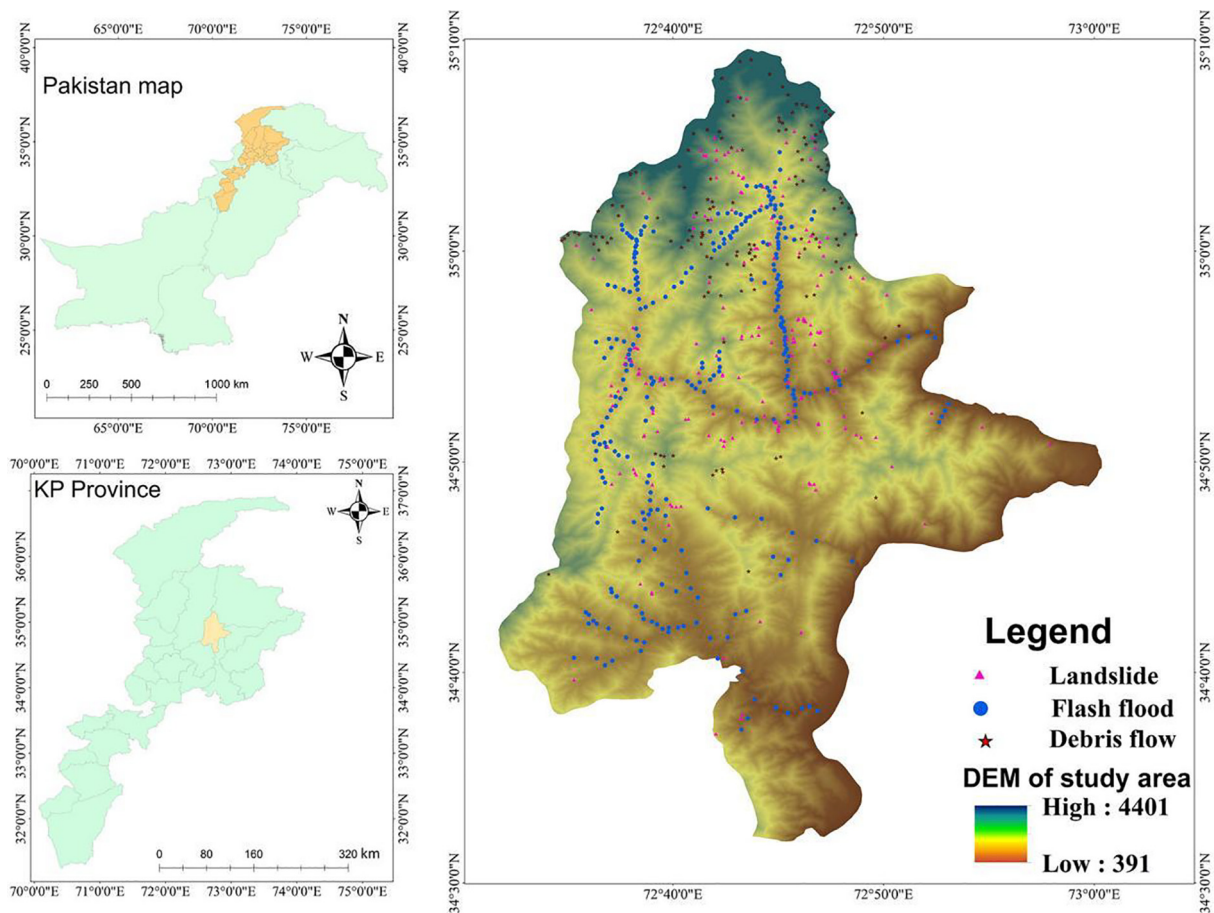 65°0'0"E 70°0'0"E 75°0'0"E
40°0'0"N 35°0'0"N 30°0'0"N 25°0'0"N
Pakistan map
40°0'0"N 35°0'0"N 30°0'0"N 25°0'0"N
N
W E
S
0 250 500 1000 km
65°0'0"E 70°0'0"E 75°0'0"E
70°0'0"E 71°0'0"E 72°0'0"E 73°0'0"E 74°0'0"E 75°0'0"E
KP Province
N
W E
S
36°0'0"N 35°0'0"N 34°0'0"N 33°0'0"N 32°0'0"N
37°0'0"N 36°0'0"N 35°0'0"N 34°0'0"N 33°0'0"N 32°0'0"N
0 80 160 320 km
70°0'0"E 71°0'0"E 72°0'0"E 73°0'0"E 74°0'0"E 75°0'0"E
72°40'0"E 72°50'0"E 73°0'0"E
35°10'0"N 35°0'0"N 34°50'0"N 34°40'0"N 34°30'0"N
35°10'0"N 35°0'0"N 34°50'0"N 34°40'0"N 34°30'0"N
Legend
Landslide
Flash flood
Debris flow
DEM of study area
High : 4401
Low : 391
72°40'0"E 72°50'0"E 73°0'0"E